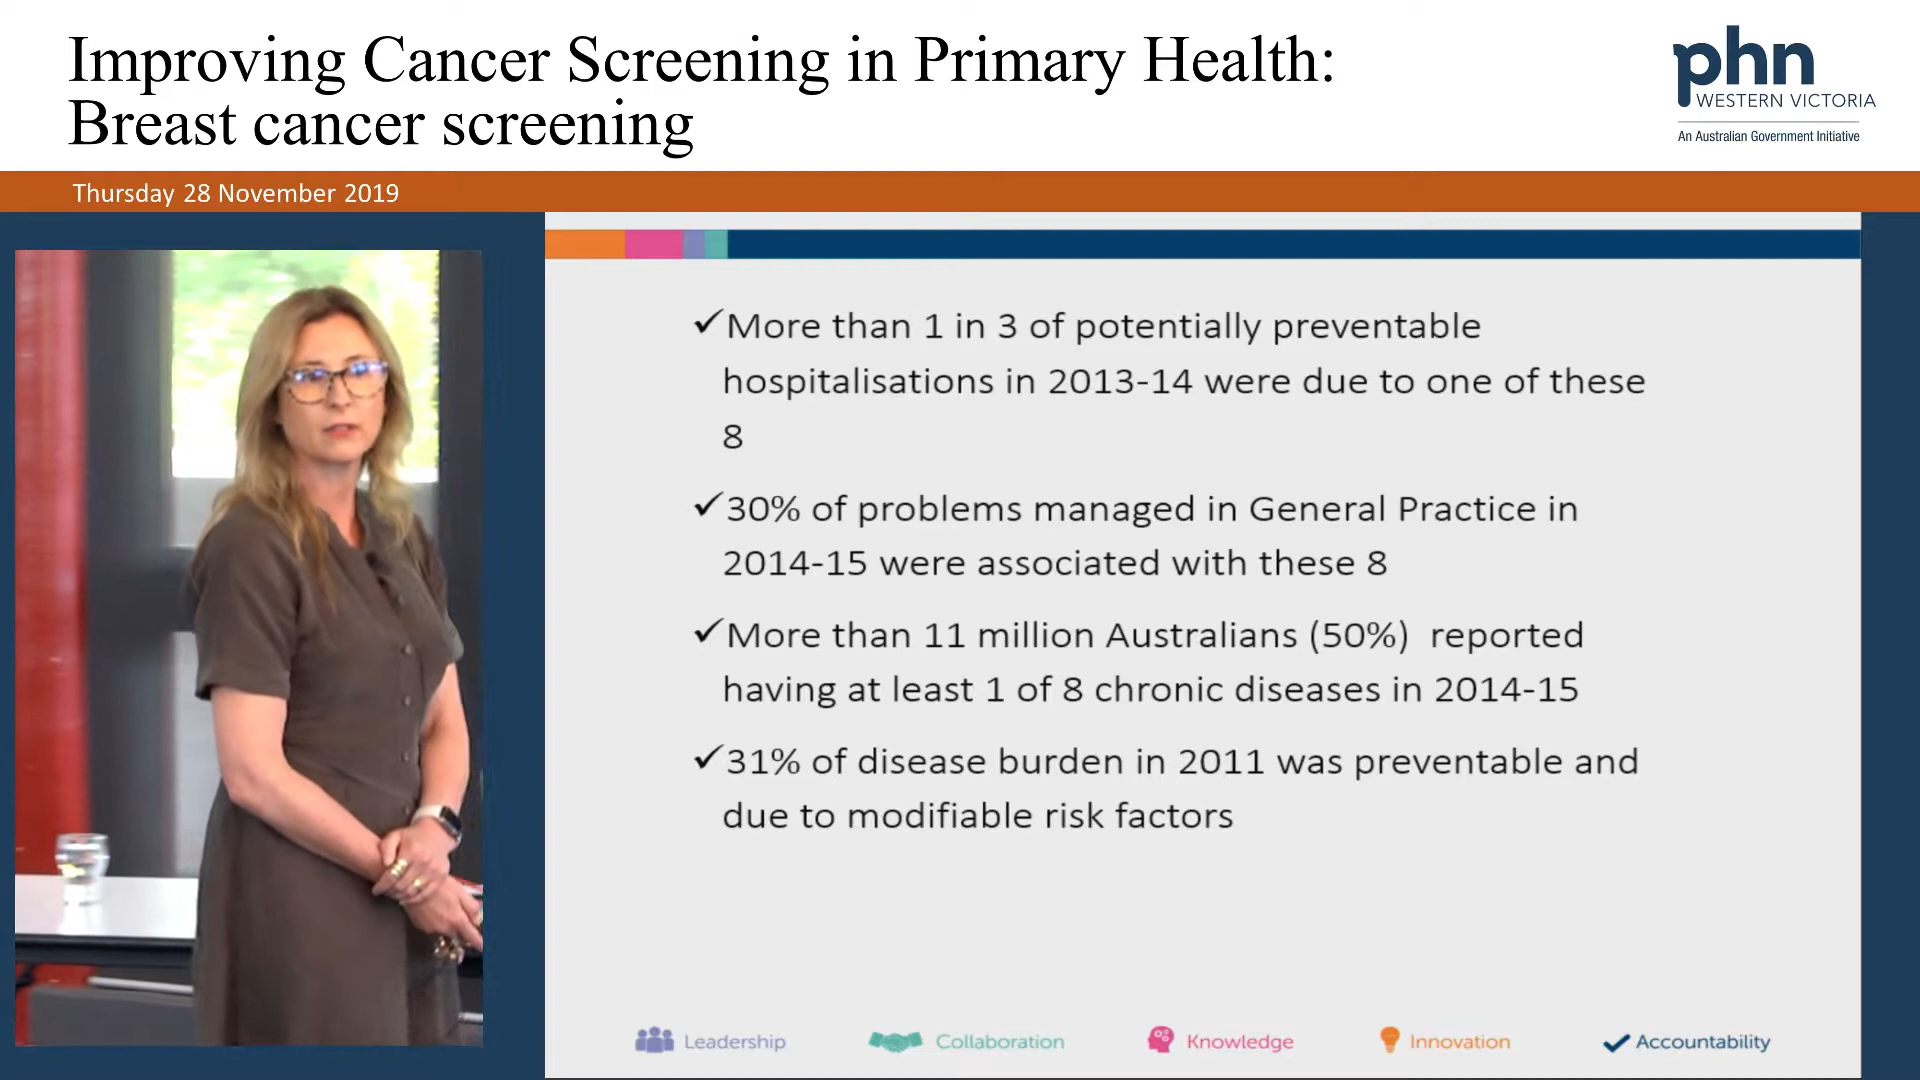 Improving Cancer Screening in Primary Health:
Breast cancer screening
phn
WESTERN VICTORIA
An Australian Government Initiative
Thursday 28 November 2019
✓More than 1 in 3 of potentially preventable
hospitalisations in 2013-14 were due to one of these
8
✓30% of problems managed in General Practice in
2014-15 were associated with these 8
✓More than 11 million Australians (50%) reported
having at least 1 of 8 chronic diseases in 2014-15
✓31% of disease burden in 2011 was preventable and
due to modifiable risk factors
Leadership
Collaboration
Knowledge
Innovation
Accountability